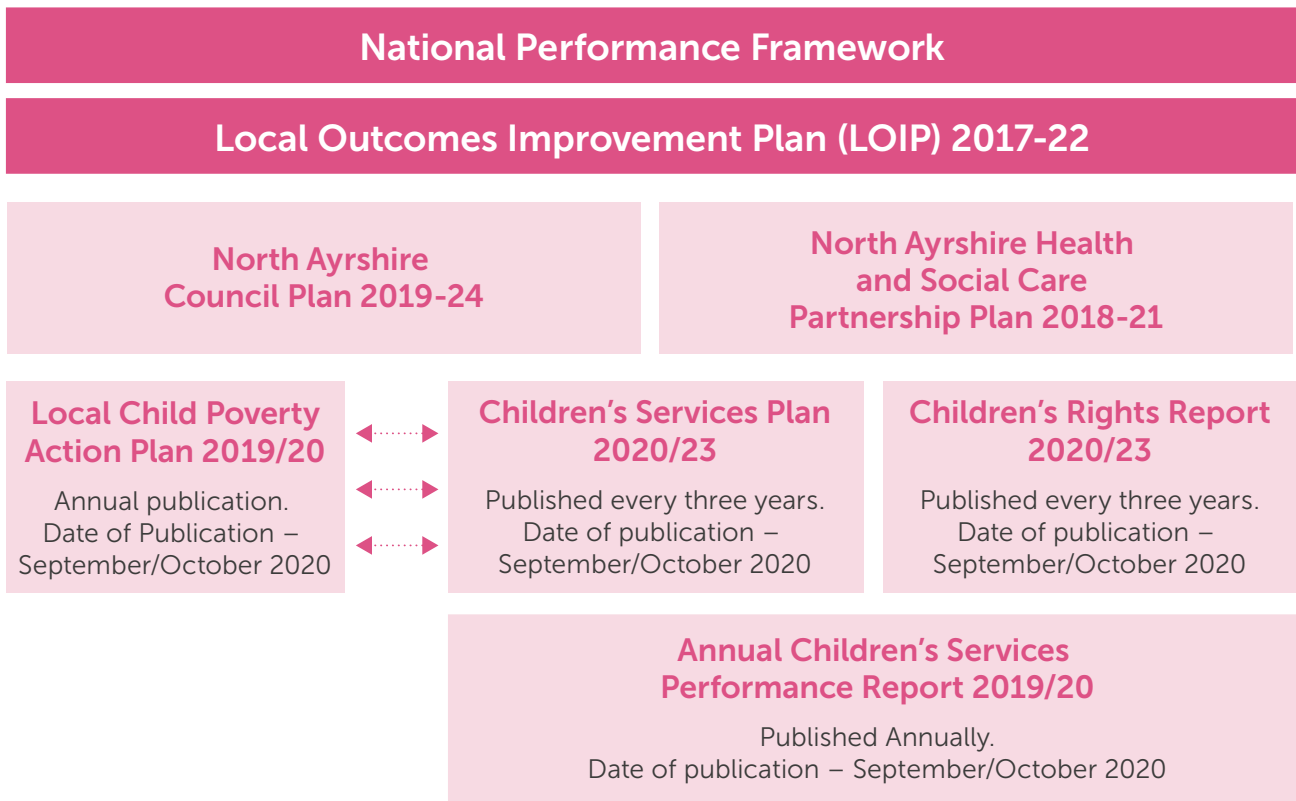 National Performance Framework
Local Outcomes Improvement Plan (LOIP) 2017-22
North Ayrshire
Council Plan 2019-24
North Ayrshire Health
and Social Care
Partnership Plan 2018-21
Local Child Poverty
Action Plan 2019/20
Annual publication.
Date of Publication –
September/October 2020
Children’s Services Plan
2020/23
Published every three years.
Date of publication –
September/October 2020
Children’s Rights Report
2020/23
Published every three years.
Date of publication –
September/October 2020
Annual Children’s Services
Performance Report 2019/20
Published Annually.
Date of publication – September/October 2020